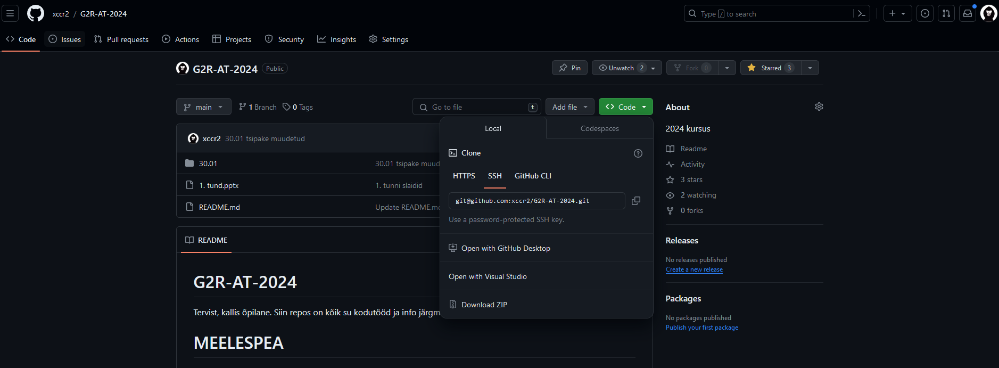 xccr2 / G2R-AT-2024
Type / to search
Code Issues Pull requests Actions Projects Security Insights Settings
G2R-AT-2024 Public
Pin Unwatch 2 Fork 0 Starred 3
main 1 Branch 0 Tags
Go to file t Add file Code
xccr2 30.01 tsipake muudetud
30.01 30.01 tsipake muud
1. tund.pptx 1. tunni slaidid
README.md Update README.md
README
G2R-AT-2024
Tervist, kallis õpilane. Siin repos on kõik su kodutööd ja info järgm
MEELESPEA
Local Codespaces
Clone
HTTPS SSH GitHub CLI
git@github.com:xccr2/G2R-AT-2024.git
Use a password-protected SSH key.
Open with GitHub Desktop
Open with Visual Studio
Download ZIP
About
2024 kursus
Readme
Activity
3 stars
2 watching
0 forks
Releases
No releases published
Create a new release
Packages
No packages published
Publish your first package